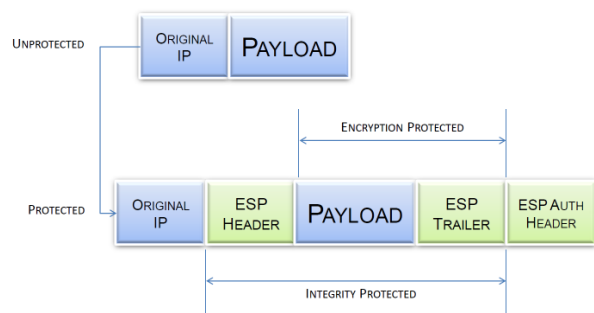 UNPROTECTED
ORIGINAL
IP
PAYLOAD
ENCRYPTION PROTECTED
PROTECTED
ORIGINAL
IP
ESP
HEADER
PAYLOAD
ESP
TRAILER
ESP AUTH
HEADER
INTEGRITY PROTECTED